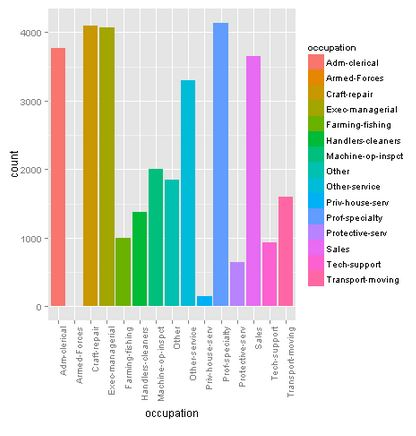 4000
3000
2000
1000
0
count
Adm-clerical
Armed-Forces
Craft-repair
Exec-managerial
Farming-fishing
Handlers-cleaners
Machine-op-inspct
Other
Other-service
Priv-house-serv
Prof-specialty
Protective-serv
Sales
Tech-support
Transport-moving
occupation
occupation
Adm-clerical
Armed-Forces
Craft-repair
Exec-managerial
Farming-fishing
Handlers-cleaners
Machine-op-inspct
Other
Other-service
Priv-house-serv
Prof-specialty
Protective-serv
Sales
Tech-support
Transport-moving